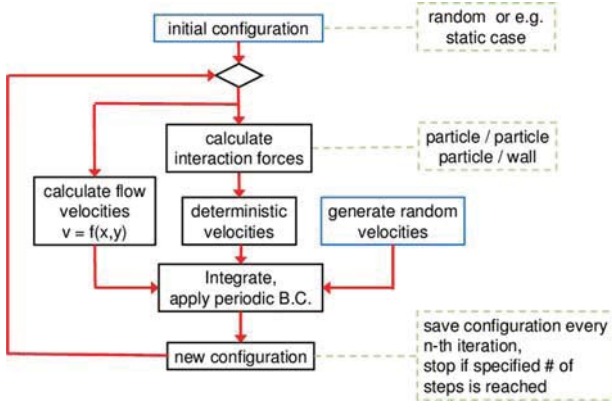 initial configuration
random or e.g.
static case
calculate
interaction forces
particle / particle
particle / wall
calculate flow
velocities
v = f(x,y)
deterministic
velocities
generate random
velocities
Integrate,
apply periodic B.C.
new configuration
save configuration every
n-th iteration,
stop if specified # of
steps is reached